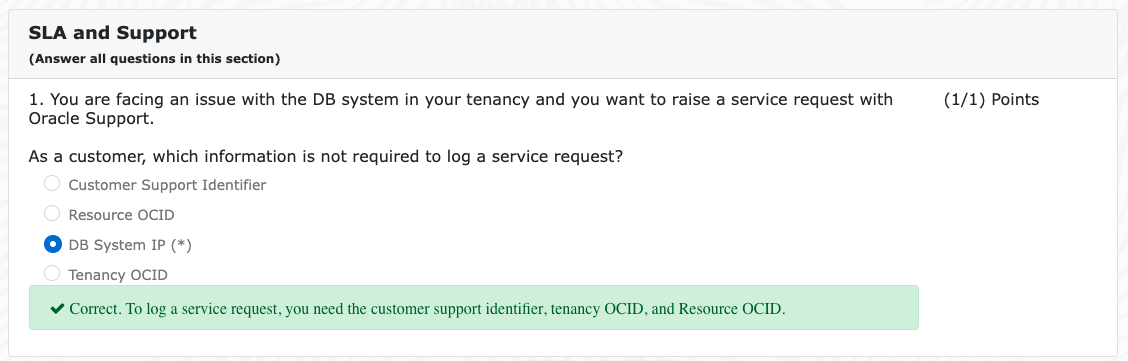 SLA and Support
(Answer all questions in this section)
1. You are facing an issue with the DB system in your tenancy and you want to raise a service request with
(1/1) Points
Oracle Support.
As a customer, which information is not required to log a service request?
Customer Support Identifier
Resource OCID
DB System IP (*)
Tenancy OCID
Correct. To log a service request, you need the customer support identifier, tenancy OCID, and Resource OCID.